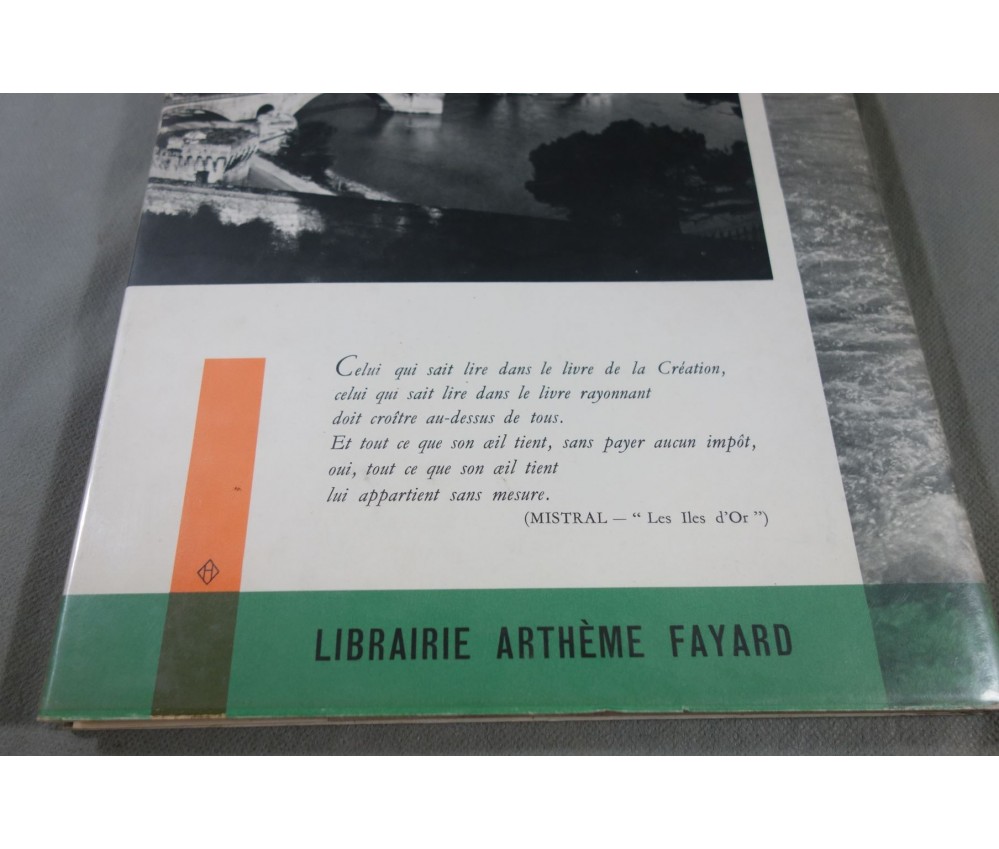 Celui qui sait lire dans le livre de la Création,
celui qui sait lire dans le livre rayonnant
doit croître au-dessus de tous.
Et tout ce que son œil tient, sans payer aucun impôt,
oui, tout ce que son œil tient
lui appartient sans mesure.
(MISTRAL — “ Les Iles d'Or ”)
H
LIBRAIRIE ARTHÈME FAYARD